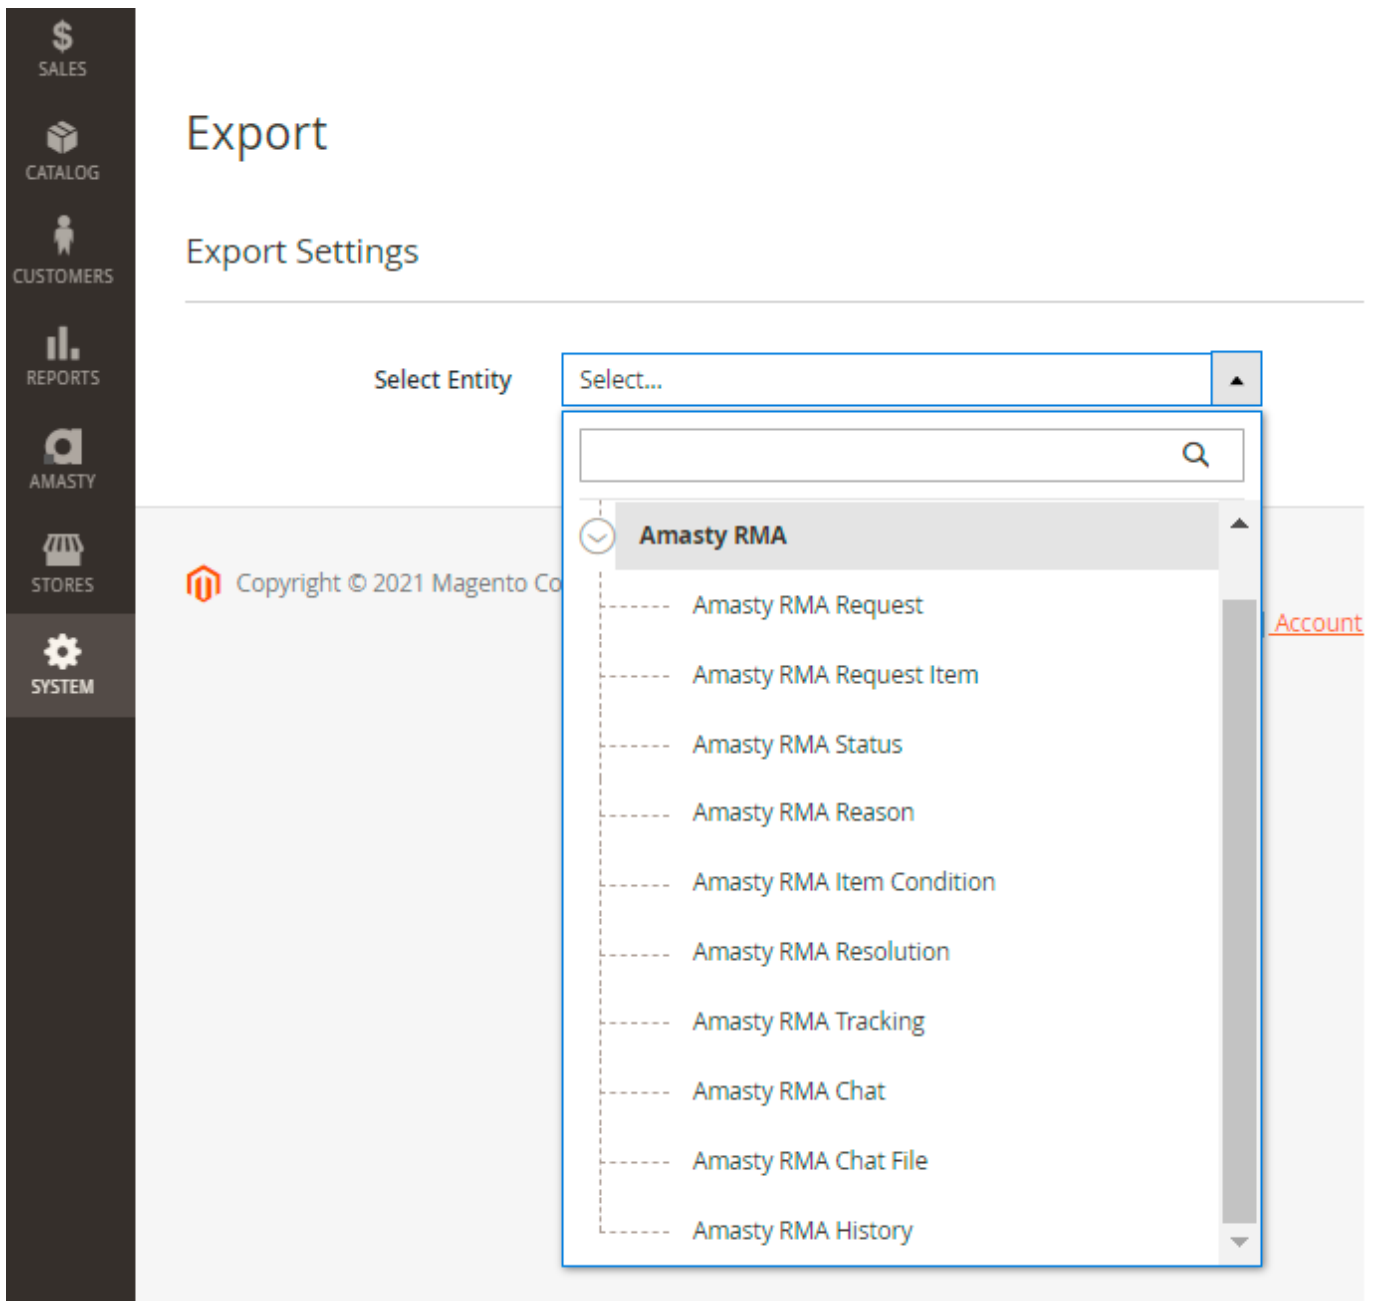 $
SALES
CATALOG
CUSTOMERS
REPORTS
AMASTY
STORES
SYSTEM
Export
Export Settings
Select Entity
Select...
Amasty RMA
Amasty RMA Request
Amasty RMA Request Item
Amasty RMA Status
Amasty RMA Reason
Amasty RMA Item Condition
Amasty RMA Resolution
Amasty RMA Tracking
Amasty RMA Chat
Amasty RMA Chat File
Amasty RMA History
Copyright © 2021 Magento Co
Account